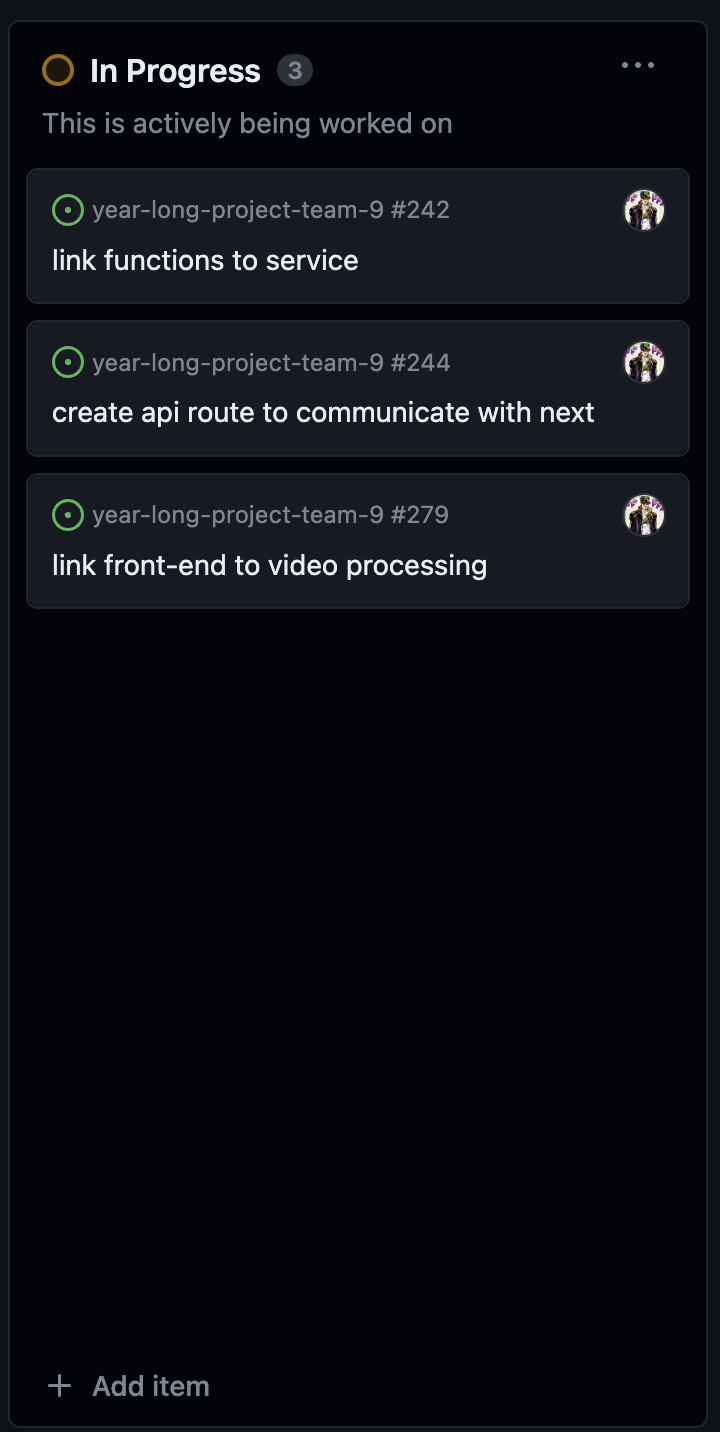 In Progress 3
This is actively being worked on
year-long-project-team-9 #242
link functions to service
year-long-project-team-9 #244
create api route to communicate with next
year-long-project-team-9 #279
link front-end to video processing
Add item